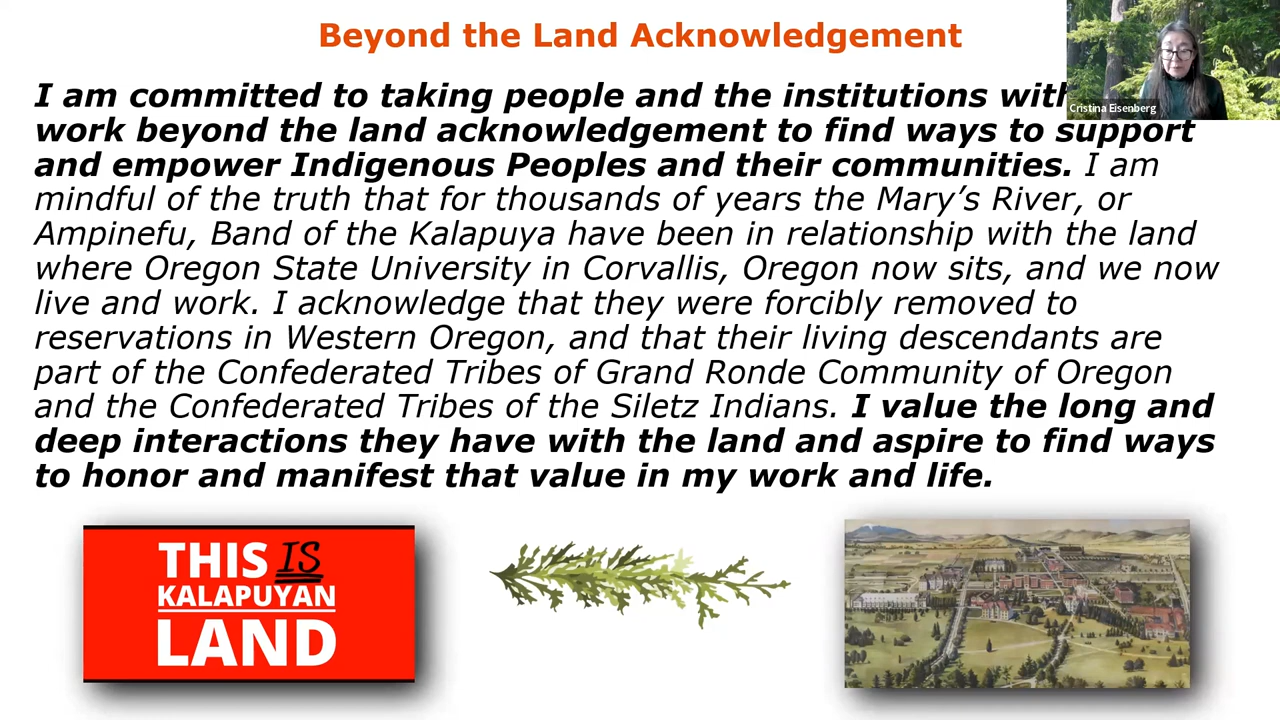 Beyond the Land Acknowledgement
Cristina Eisenberg
I am committed to taking people and the institutions with
work beyond the land acknowledgement to find ways to support
and empower Indigenous Peoples and their communities. I am
mindful of the truth that for thousands of years the Mary’s River, or
Ampinefu, Band of the Kalapuya have been in relationship with the land
where Oregon State University in Corvallis, Oregon now sits, and we now
live and work. I acknowledge that they were forcibly removed to
reservations in Western Oregon, and that their living descendants are
part of the Confederated Tribes of Grand Ronde Community of Oregon
and the Confederated Tribes of the Siletz Indians. I value the long and
deep interactions they have with the land and aspire to find ways
to honor and manifest that value in my work and life.
THIS IS
KALAPUYAN
LAND